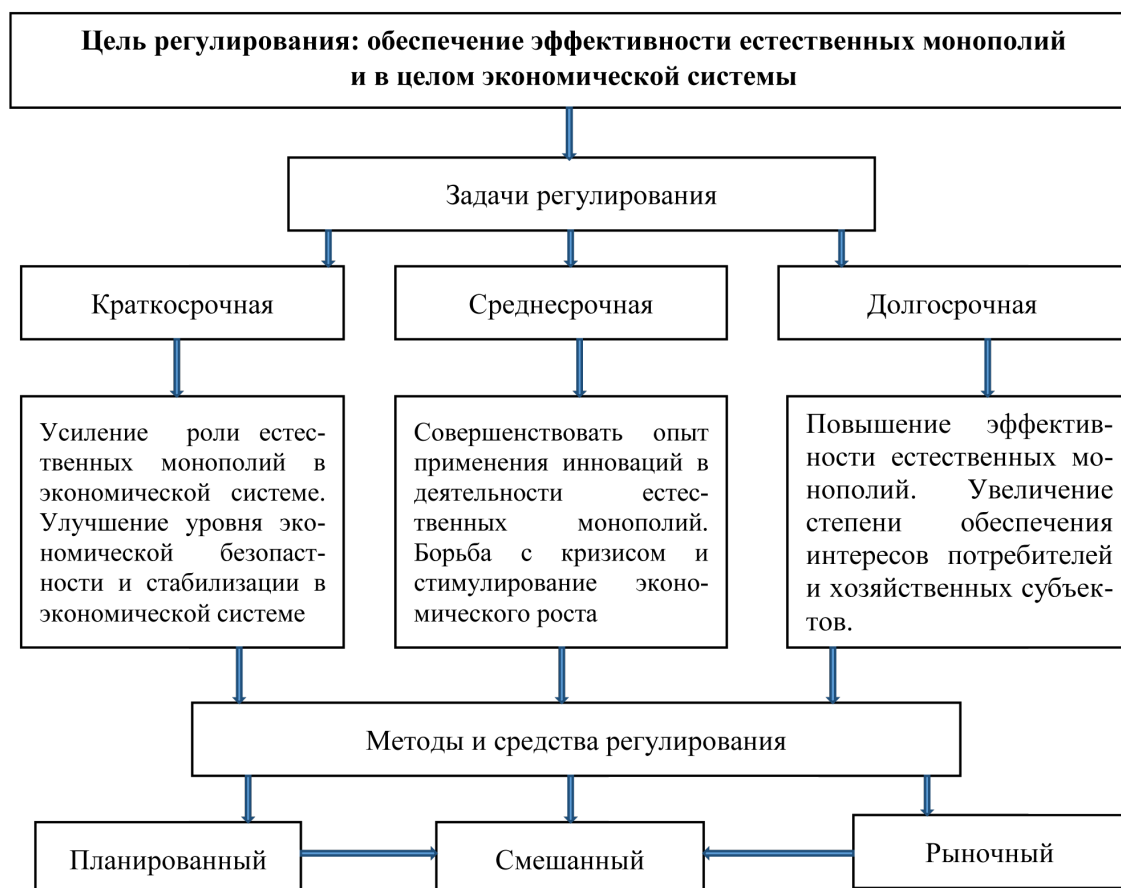 Цель регулирования: обеспечение эффективности естественных монополий
и в целом экономической системы
Задачи регулирования
Краткосрочная
Среднесрочная
Долгосрочная
Усиление роли естес-
твенных монополий в
экономической системе.
Улучшение уровня эко-
номической безопаст-
ности и стабилизации в
экономической системе
Совершенствовать опыт
применения инноваций в
деятельности естес-
твенных монополий.
Борьба с кризисом и
стимулирование эконо-
мического роста
Повышение эффектив-
ности естественных мо-
нополий. Увеличение
степени обеспечения
интересов потребителей
и хозяйственных субъек-
тов.
Методы и средства регулирования
Планированный
Смешанный
Рыночный